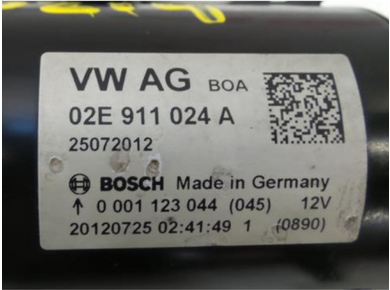 VW AG BOA
02E 911 024 A
25072012
BOSCH Made in Germany
↑ 0 001 123 044 (045) 12V
20120725 02:41:49 1 (0890)